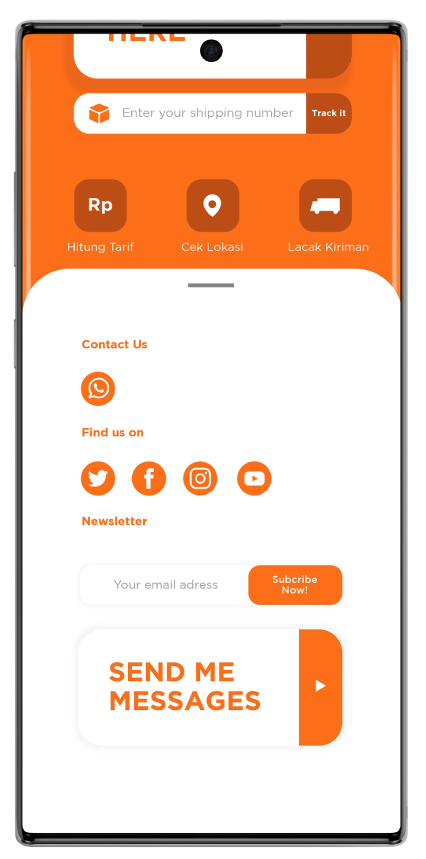 HERE
Enter your shipping number
Track it
Rp
Hitung Tarif
Cek Lokasi
Lacak Kiriman
Contact Us
Find us on
Newsletter
Your email adress
Subcribe
Now!
SEND ME
MESSAGES